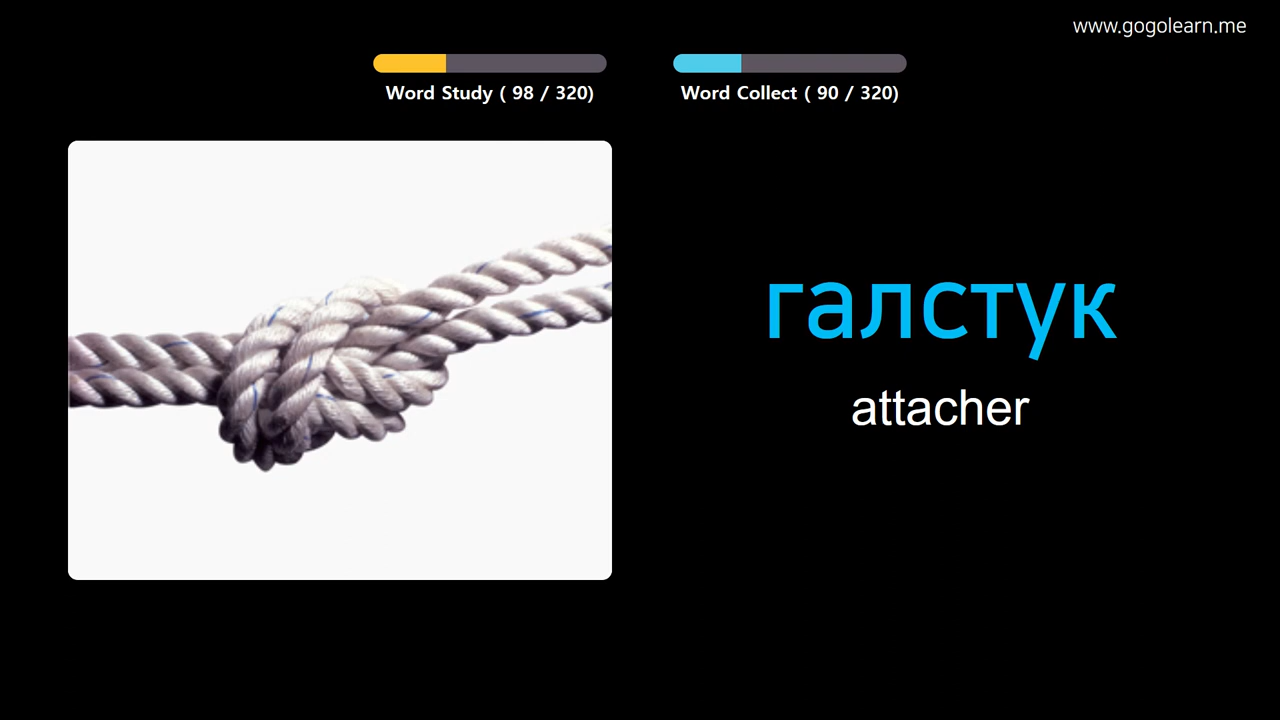 www.gogolearn.me
Word Study ( 98 / 320)
Word Collect ( 90 / 320)
галстук
attacher